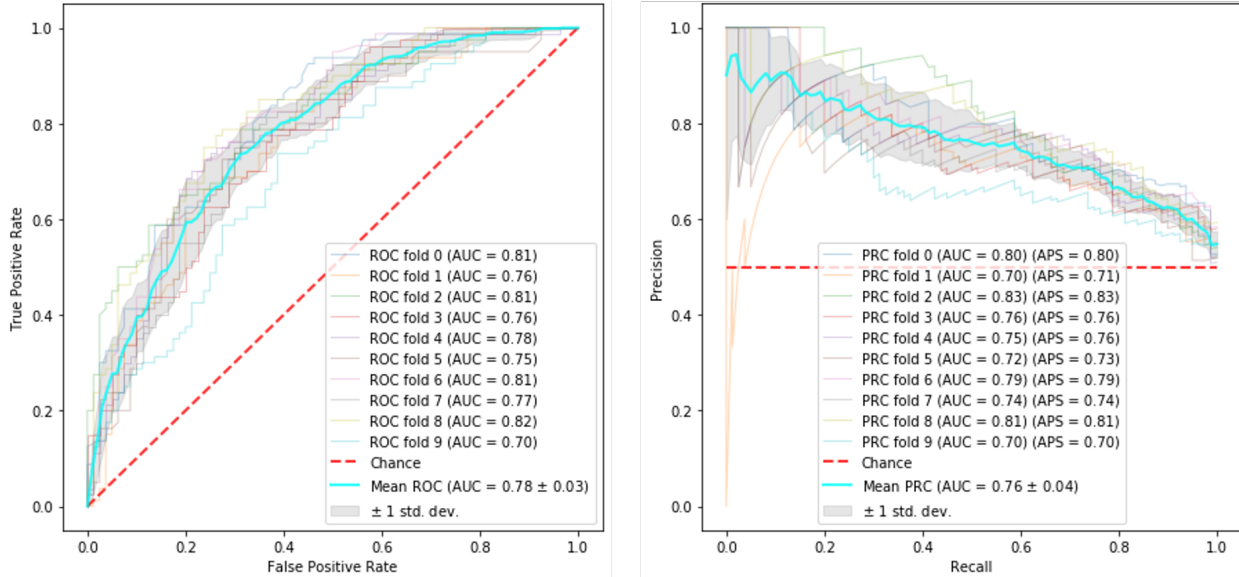 True Positive Rate
1.0
0.8
0.6
0.4
0.2
0.0
0.0
0.2
0.4
0.6
0.8
1.0
False Positive Rate
ROC fold 0 (AUC = 0.81)
ROC fold 1 (AUC = 0.76)
ROC fold 2 (AUC = 0.81)
ROC fold 3 (AUC = 0.76)
ROC fold 4 (AUC = 0.78)
ROC fold 5 (AUC = 0.75)
ROC fold 6 (AUC = 0.81)
ROC fold 7 (AUC = 0.77)
ROC fold 8 (AUC = 0.82)
ROC fold 9 (AUC = 0.70)
Chance
Mean ROC (AUC = 0.78 ± 0.03)
± 1 std. dev.
Precision
1.0
0.8
0.6
0.4
0.2
0.0
0.0
0.2
0.4
0.6
0.8
1.0
Recall
PRC fold 0 (AUC = 0.80) (APS = 0.80)
PRC fold 1 (AUC = 0.70) (APS = 0.71)
PRC fold 2 (AUC = 0.83) (APS = 0.83)
PRC fold 3 (AUC = 0.76) (APS = 0.76)
PRC fold 4 (AUC = 0.75) (APS = 0.76)
PRC fold 5 (AUC = 0.72) (APS = 0.73)
PRC fold 6 (AUC = 0.79) (APS = 0.79)
PRC fold 7 (AUC = 0.74) (APS = 0.74)
PRC fold 8 (AUC = 0.81) (APS = 0.81)
PRC fold 9 (AUC = 0.70) (APS = 0.70)
Chance
Mean PRC (AUC = 0.76 ± 0.04)
± 1 std. dev.